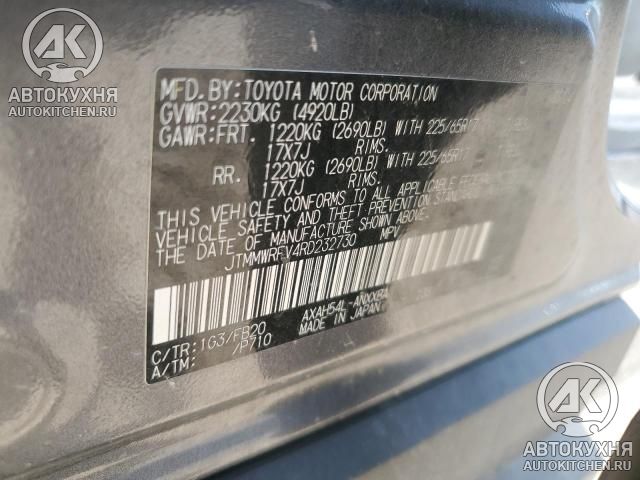 MFD.BY:TOYOTA MOTOR CORPORATION
GVWR:2230KG (4920LB)
GAWR:FRT. 1220KG (2690LB) WITH 225/65R17
17X7J RIMS.
RR. 1220KG (2690LB) WITH 225/65R17
17X7J RIMS.
THIS VEHICLE CONFORMS TO ALL APPLICABLE FEDERAL MOTOR
VEHICLE SAFETY AND THEFT PREVENTION STANDARDS
EFFECT ON THE DATE OF MANUFACTURE SHOWN ABOVE.
JTMMWRFV4RD232730 MPV
AXAH54L-ANXXB
MADE IN JAPAN
C/TR:1G3/FB20
A/TM: /P710
AK
АВТОКУХНЯ
AUTOKITCHEN.RU
AK
АВТОКУХНЯ
AUTOKITCHEN.RU